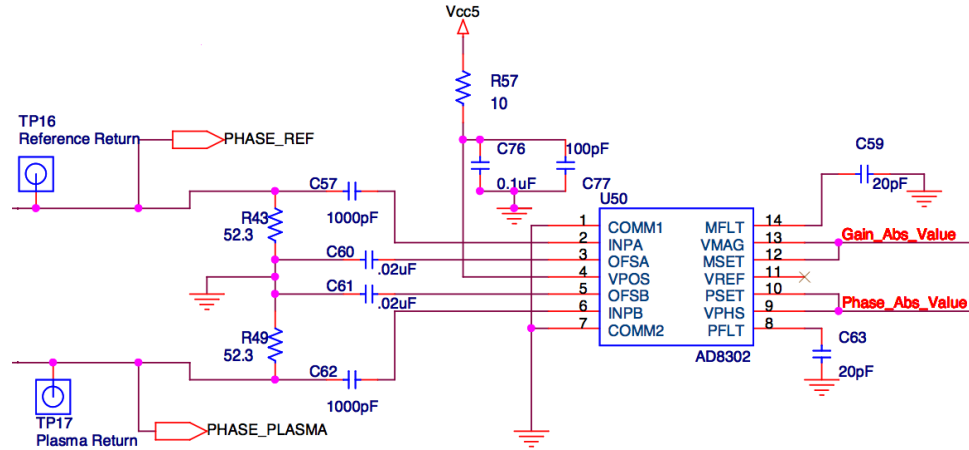 Vcc5
R57
10
TP16
Reference Return
PHASE_REF
C76
0.1uF
100pF
C77
C59
20pF
C57
1000pF
R43
52.3
C60
.02uF
C61
.02uF
R49
52.3
C62
1000pF
TP17
Plasma Return
PHASE_PLASMA
U50
1 COMM1 MFLT 14
2 INPA VMAG 13 Gain_Abs_Value
3 OFSA MSET 12
4 VPOS VREF 11
5 OFSB PSET 10
6 INPB VPHS 9 Phase_Abs_Value
7 COMM2 PFLT 8
AD8302
C63
20pF